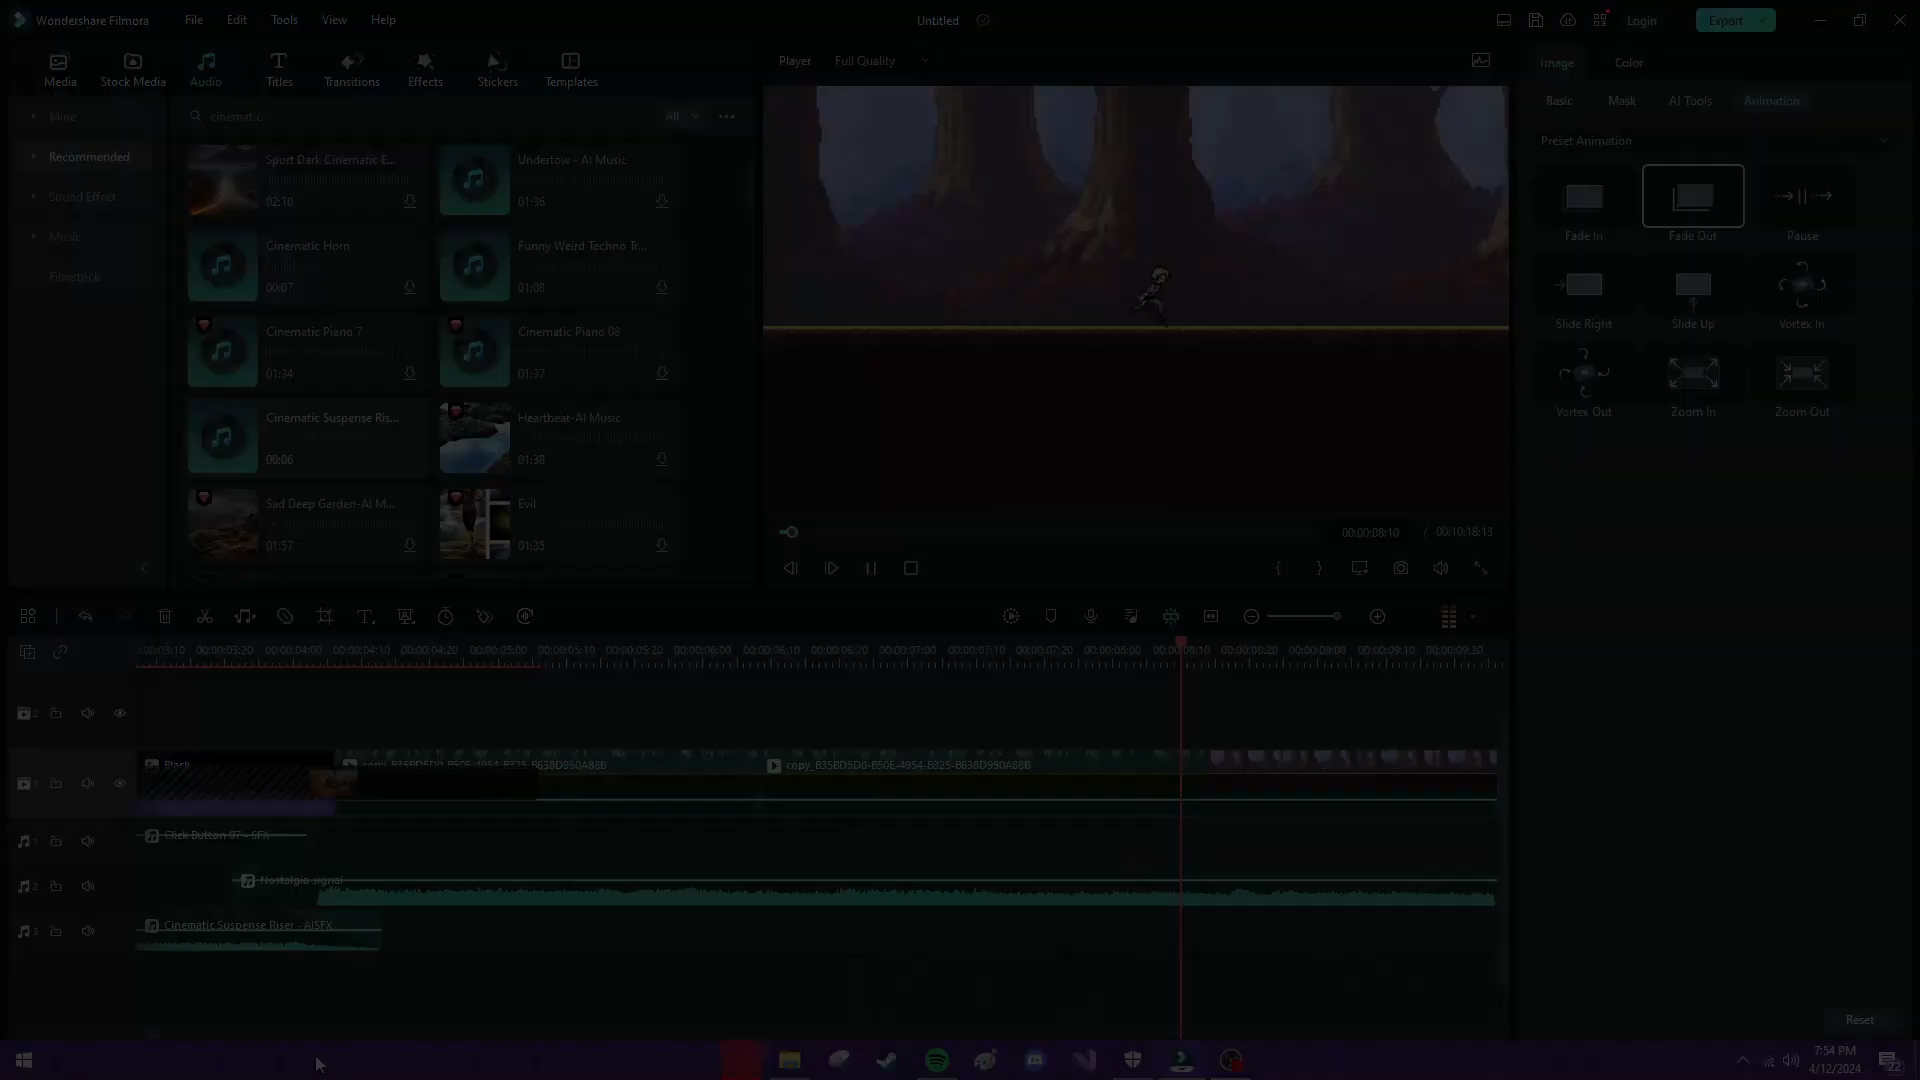 Wondershare Filmora File Edit Tools View Help Untitled Login Export
Media Stock Media Audio Titles Transitions Effects Stickers Templates
Player Full Quality
Image Color
Basic Mask AI Tools Animation
Mine
Recommended
Sound Effect
Music
Filmstock
cinematic All
Sport Dark Cinematic E...
02:10
Undertow - AI Music
01:36
Cinematic Horn
00:07
Funny Weird Techno Tr...
01:08
Cinematic Piano 7
01:34
Cinematic Piano 08
01:37
Cinematic Suspense Ris...
00:06
Heartbeat-AI Music
01:38
Sad Deep Garden-AI M...
01:57
Evil
01:35
00:00:08:10 / 00:10:18:13
Preset Animation
Fade In Fade Out Pause
Slide Right Slide Up Vortex In
Vortex Out Zoom In Zoom Out
Reset
:00:00:03:10 00:00:03:20 00:00:04:00 00:00:04:10 00:00:04:20 00:00:05:00 00:00:05:10 00:00:05:20 00:00:06:00 00:00:06:10 00:00:06:20 00:00:07:00 00:00:07:10 00:00:07:20 00:00:08:00 00:00:08:10 00:00:08:20 00:00:09:00 00:00:09:10 00:00:09:20
2
1 Black copy_B35BD5D0-B50E-4954-B325-B638D950A88B copy_B35BD5D0-B50E-4954-B325-B638D950A88B
1 Click Button 07 - SFX
2 Nostalgia signal
3 Cinematic Suspense Riser - AISFX
7:54 PM
4/12/2024
22